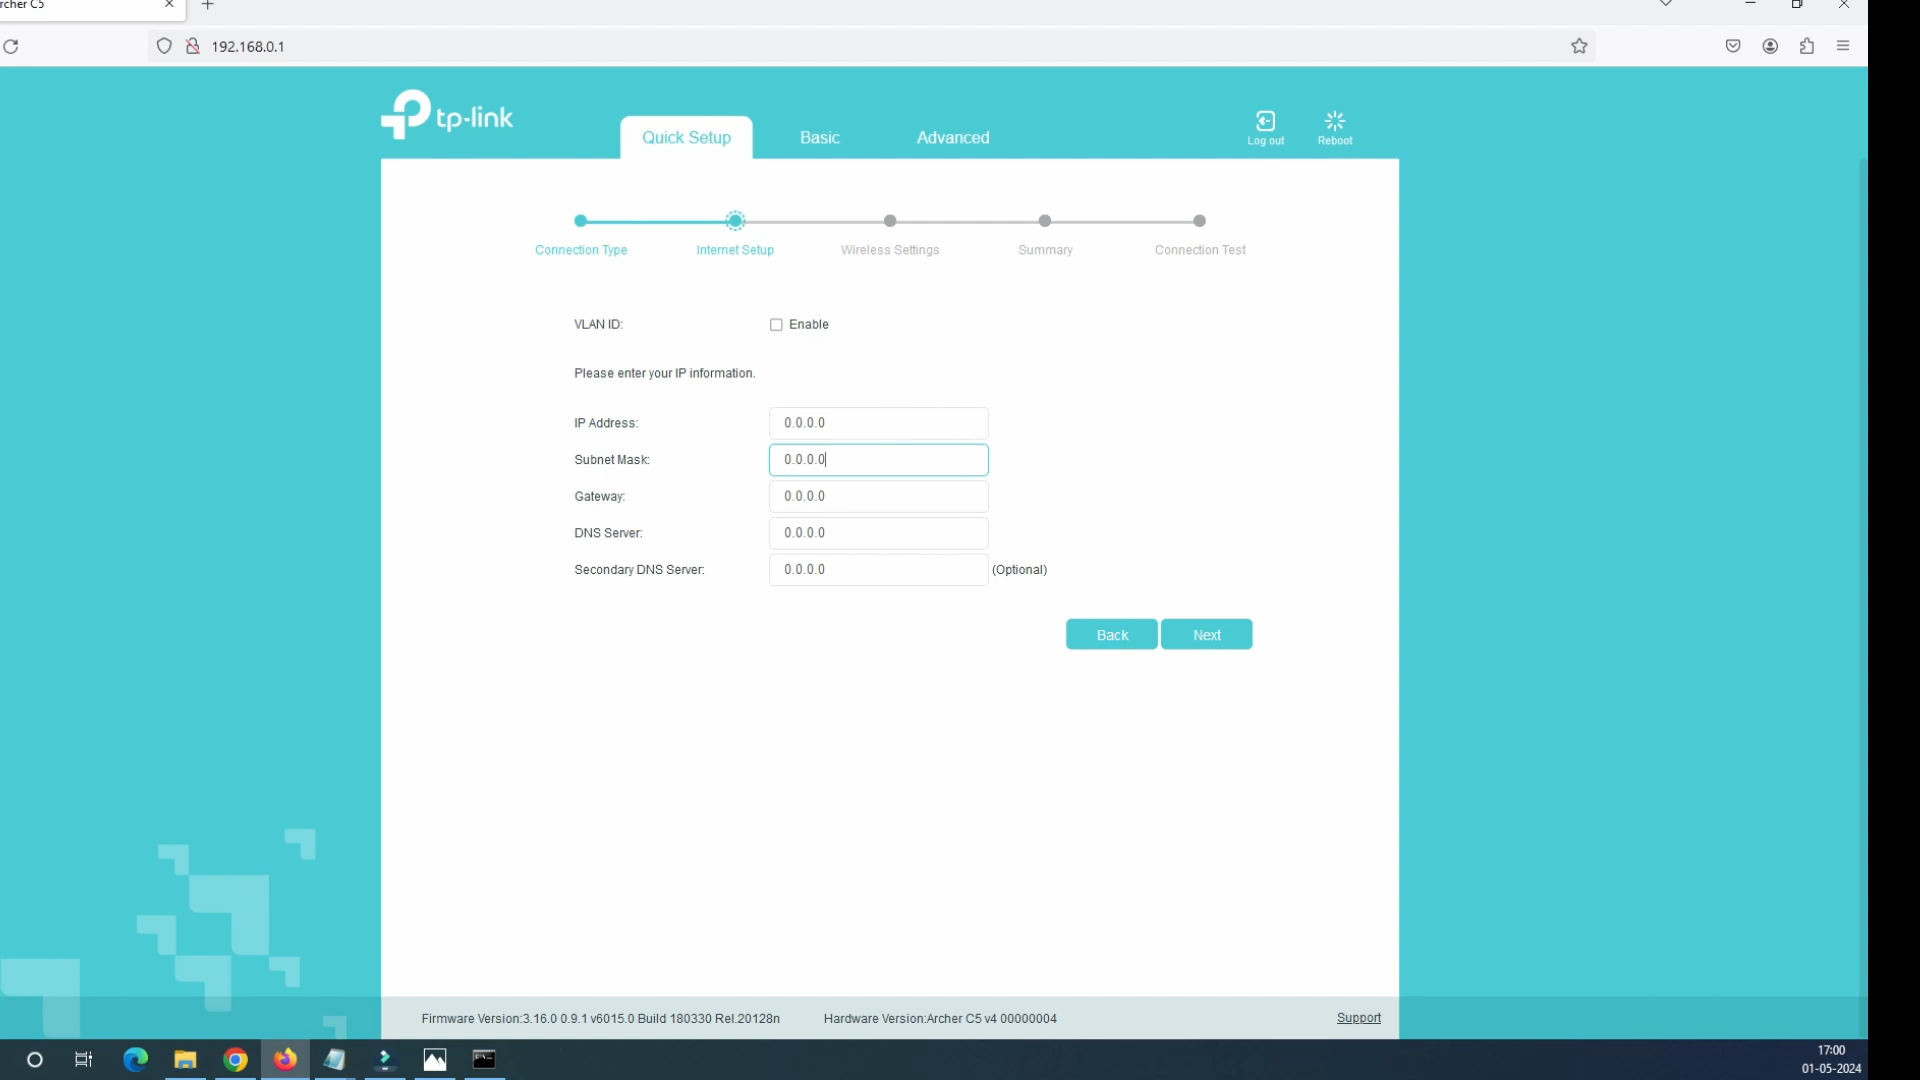 rcher C5
192.168.0.1
tp-link
Quick Setup
Basic
Advanced
Log out
Reboot
Connection Type
Internet Setup
Wireless Settings
Summary
Connection Test
VLAN ID:
Enable
Please enter your IP information.
IP Address:
0.0.0.0
Subnet Mask:
0.0.0.0
Gateway:
0.0.0.0
DNS Server:
0.0.0.0
Secondary DNS Server:
0.0.0.0
(Optional)
Back
Next
Firmware Version:3.16.0 0.9.1 v6015.0 Build 180330 Rel.20128n
Hardware Version:Archer C5 v4 00000004
Support
17:00
01-05-2024